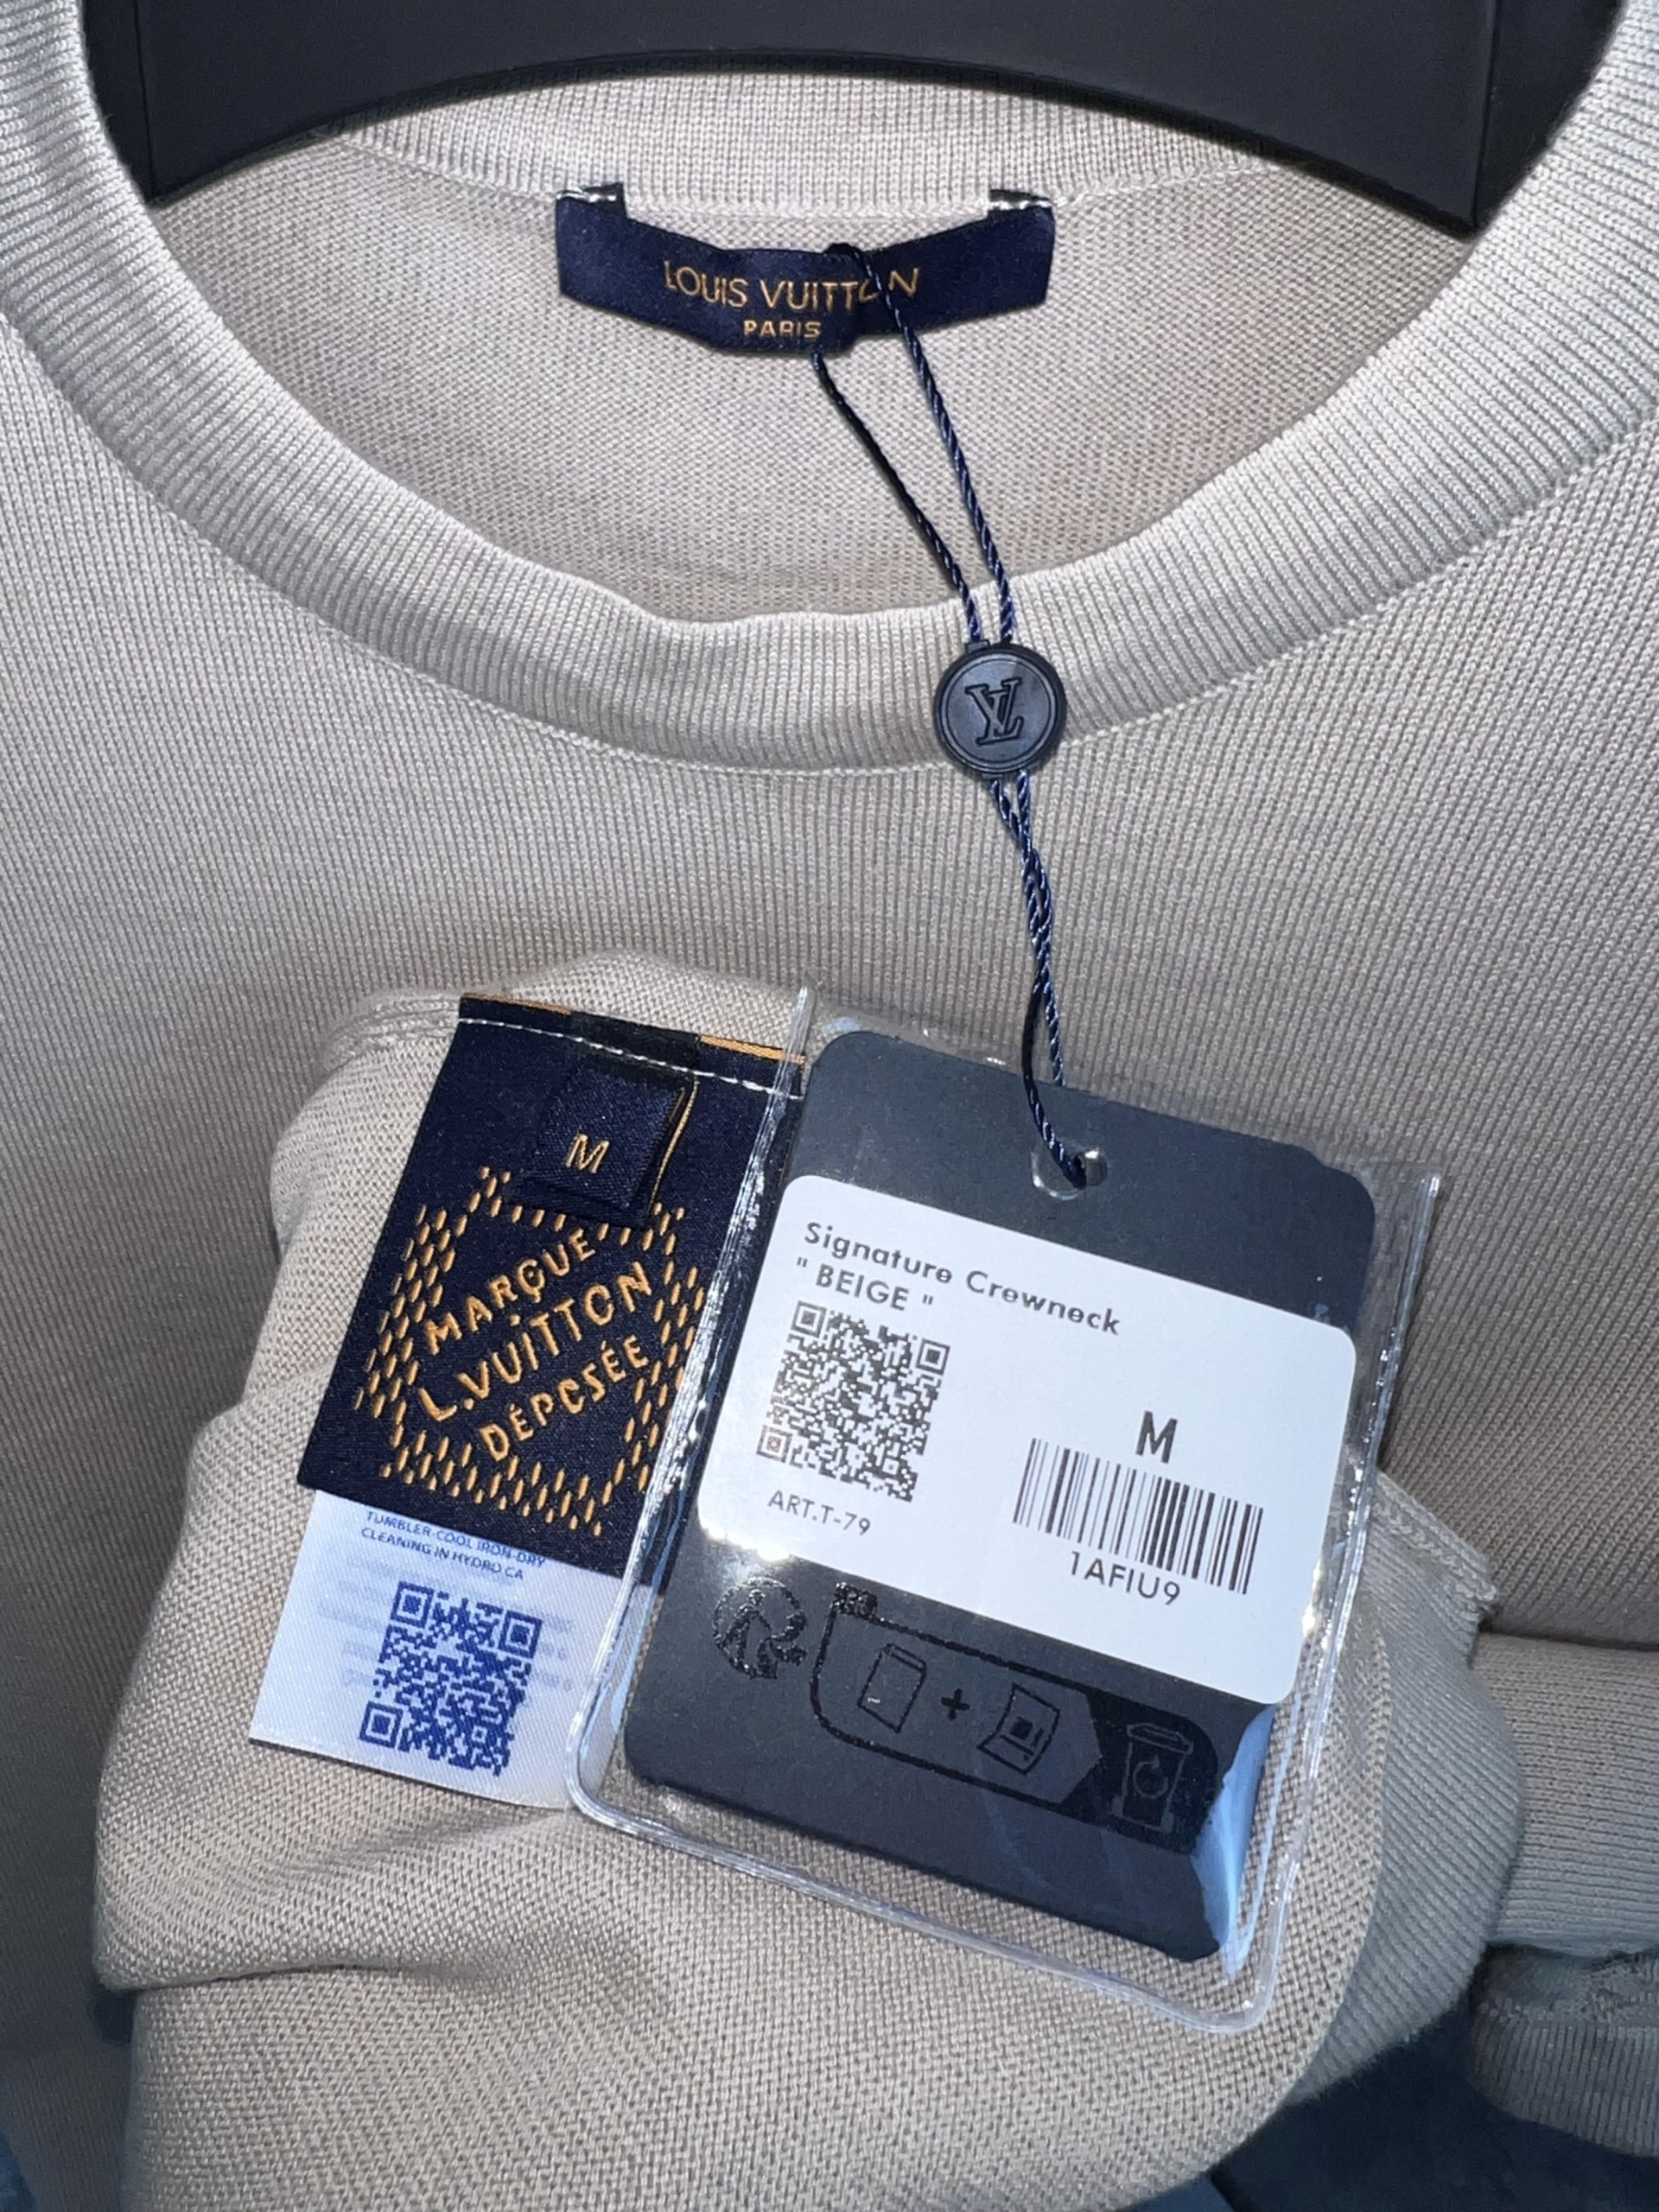 LOUIS VUITTON
PARIS
LV
M
MARQUE
L.VUITTON
DÉPOSÉE
TUMBLER-COOL IRON-DRY
CLEANING IN HYDRO CA
Signature Crewneck
" BEIGE "
M
ART.T-79
1AFIU9